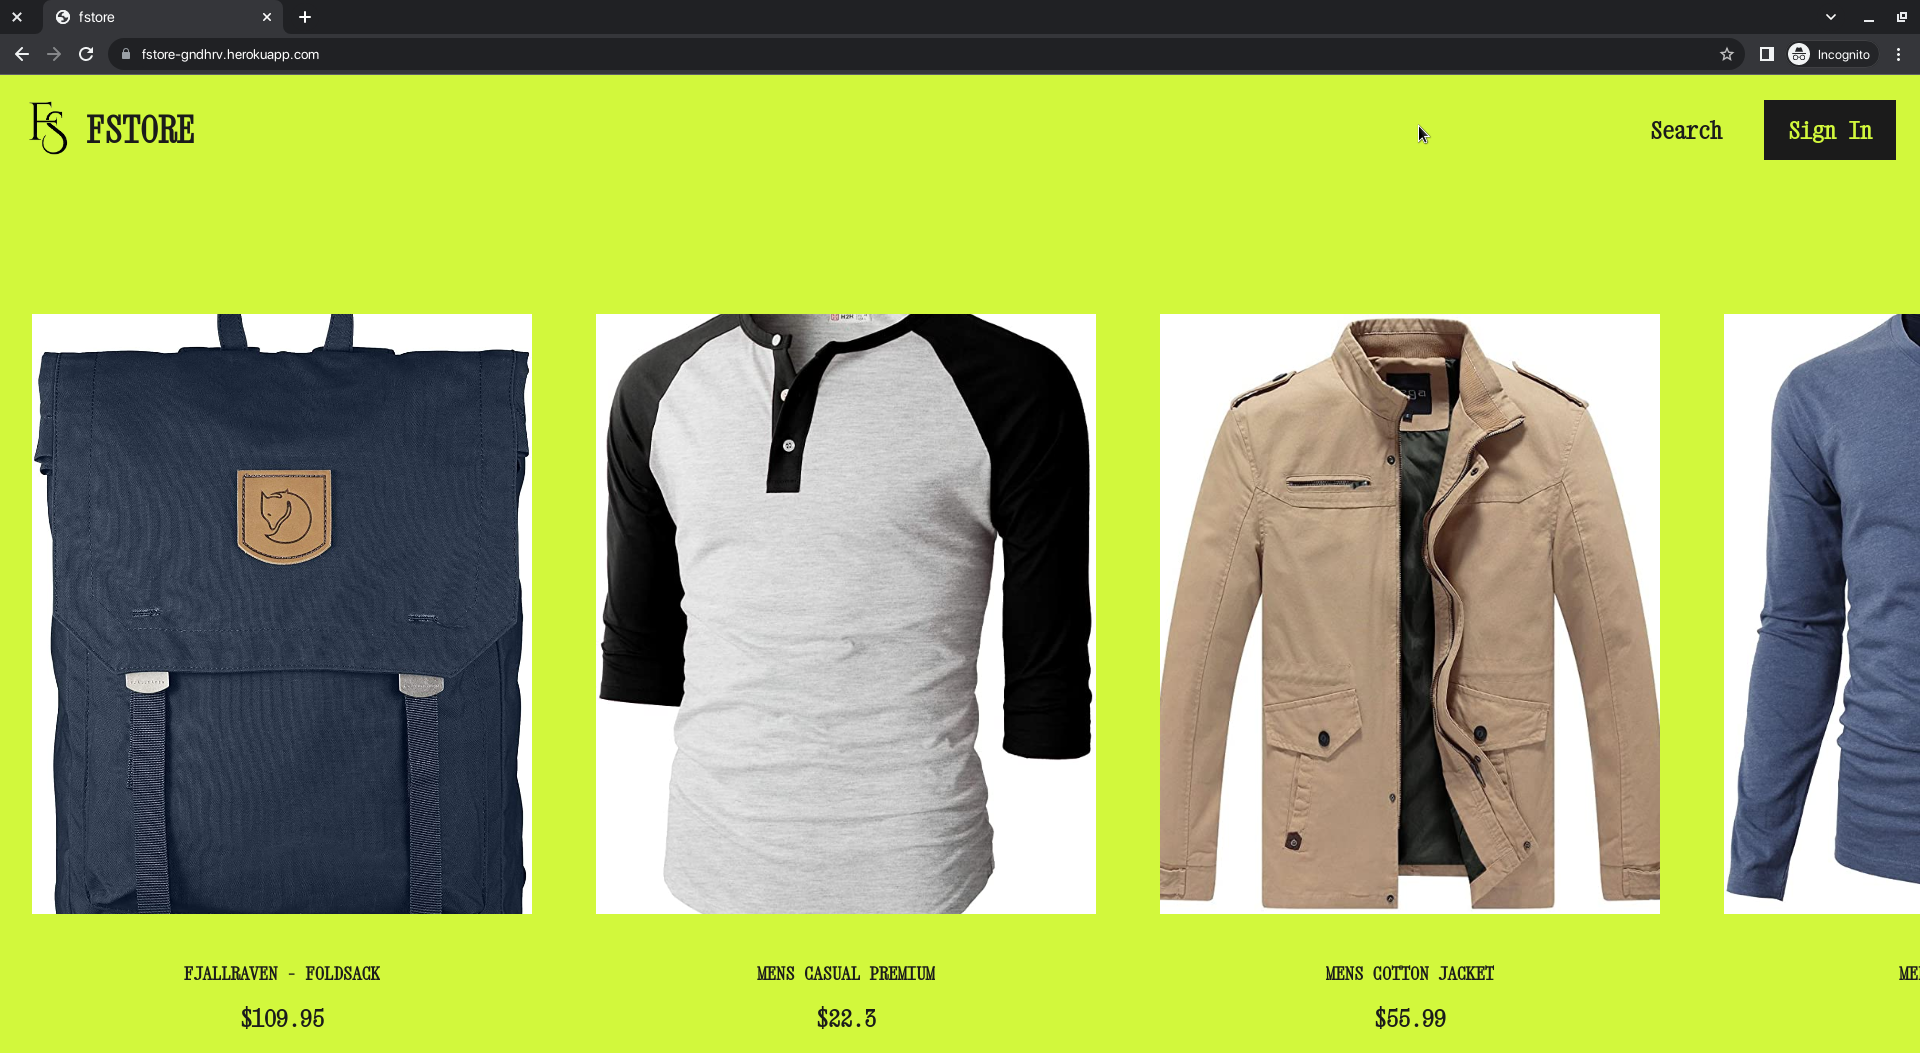 fstore
fstore-gndhrv.herokuapp.com
Incognito
FS FSTORE
Search
Sign In
H2H
FJALLRAVEN - FOLDSACK
MENS CASUAL PREMIUM
MENS COTTON JACKET
ME
$109.95
$22.3
$55.99